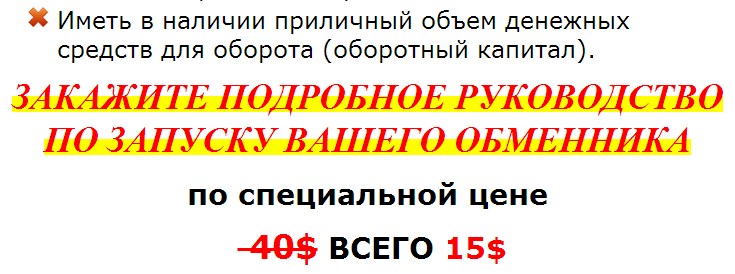 Иметь в наличии приличный объем денежных
средств для оборота (оборотный капитал).
ЗАКАЖИТЕ ПОДРОБНОЕ РУКОВОДСТВО
ПО ЗАПУСКУ ВАШЕГО ОБМЕННИКА
по специальной цене
40$ ВСЕГО 15$